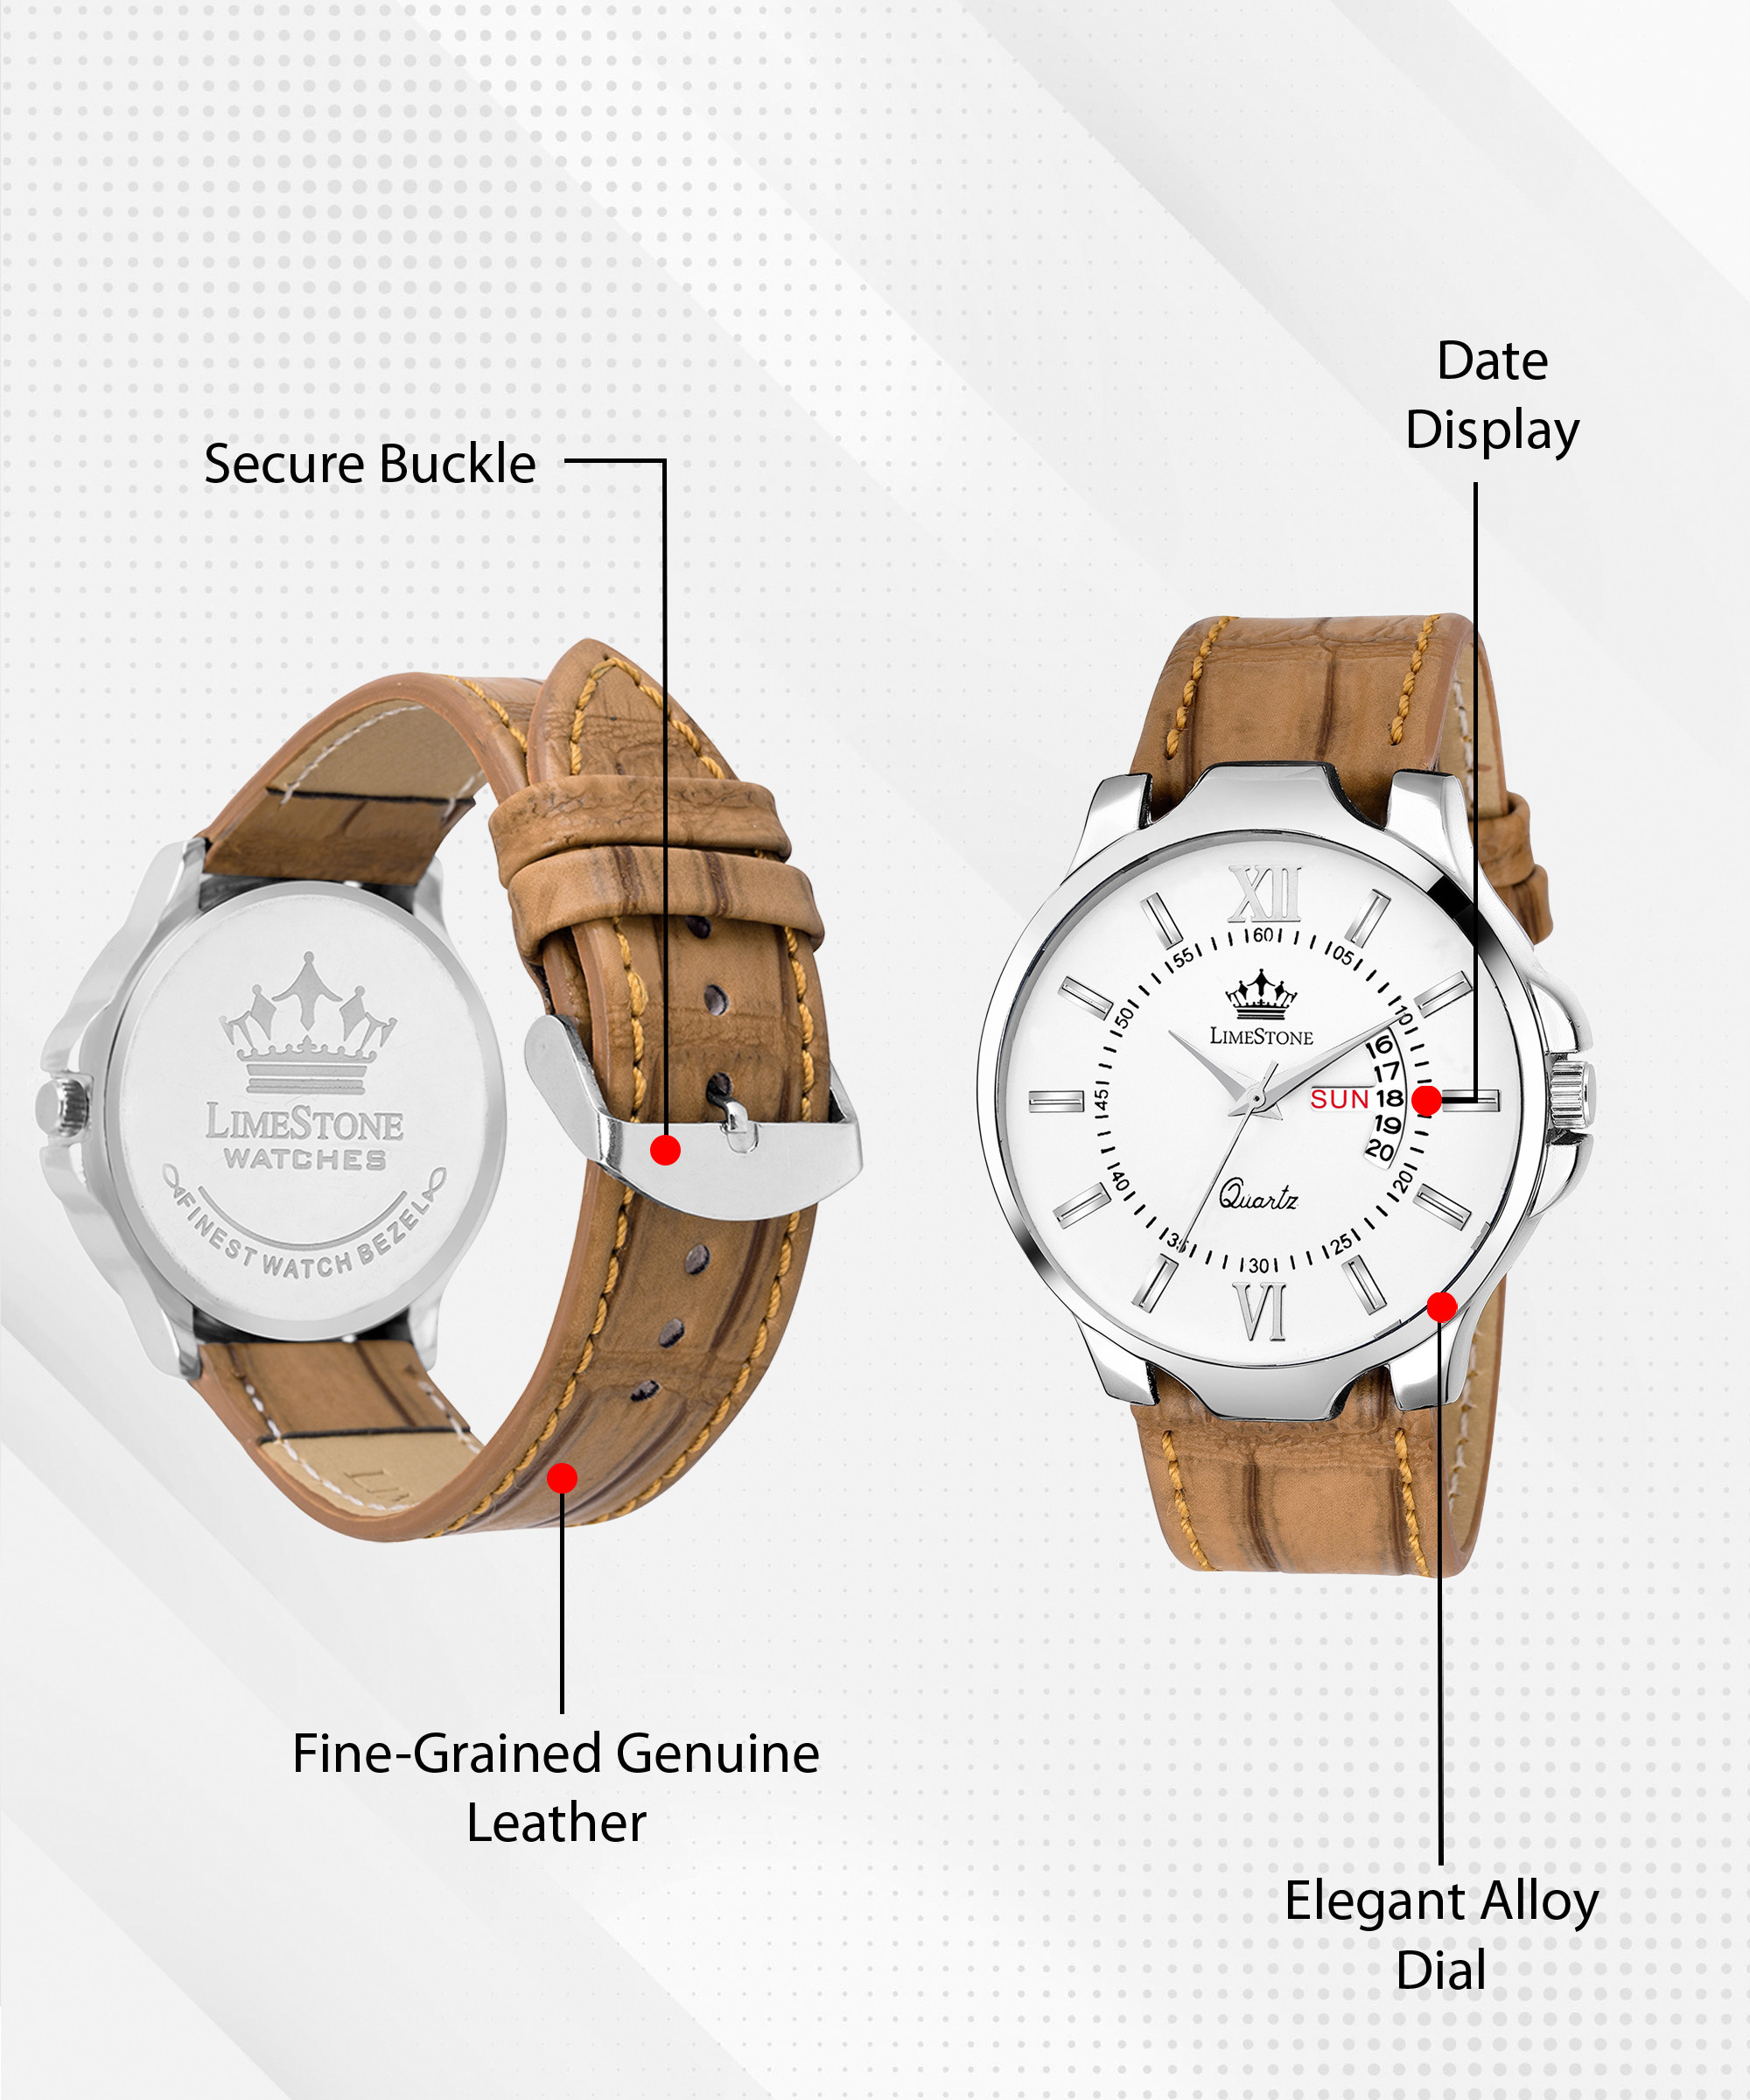 Date
Display
Secure Buckle
XII
60
55
05
50
10
LIMESTONE
16
17
SUN 18
19
20
45
40
20
Quartz
35
25
30
VI
LIMESTONE
WATCHES
FINEST WATCH BEZEL
Fine-Grained Genuine
Leather
Elegant Alloy
Dial